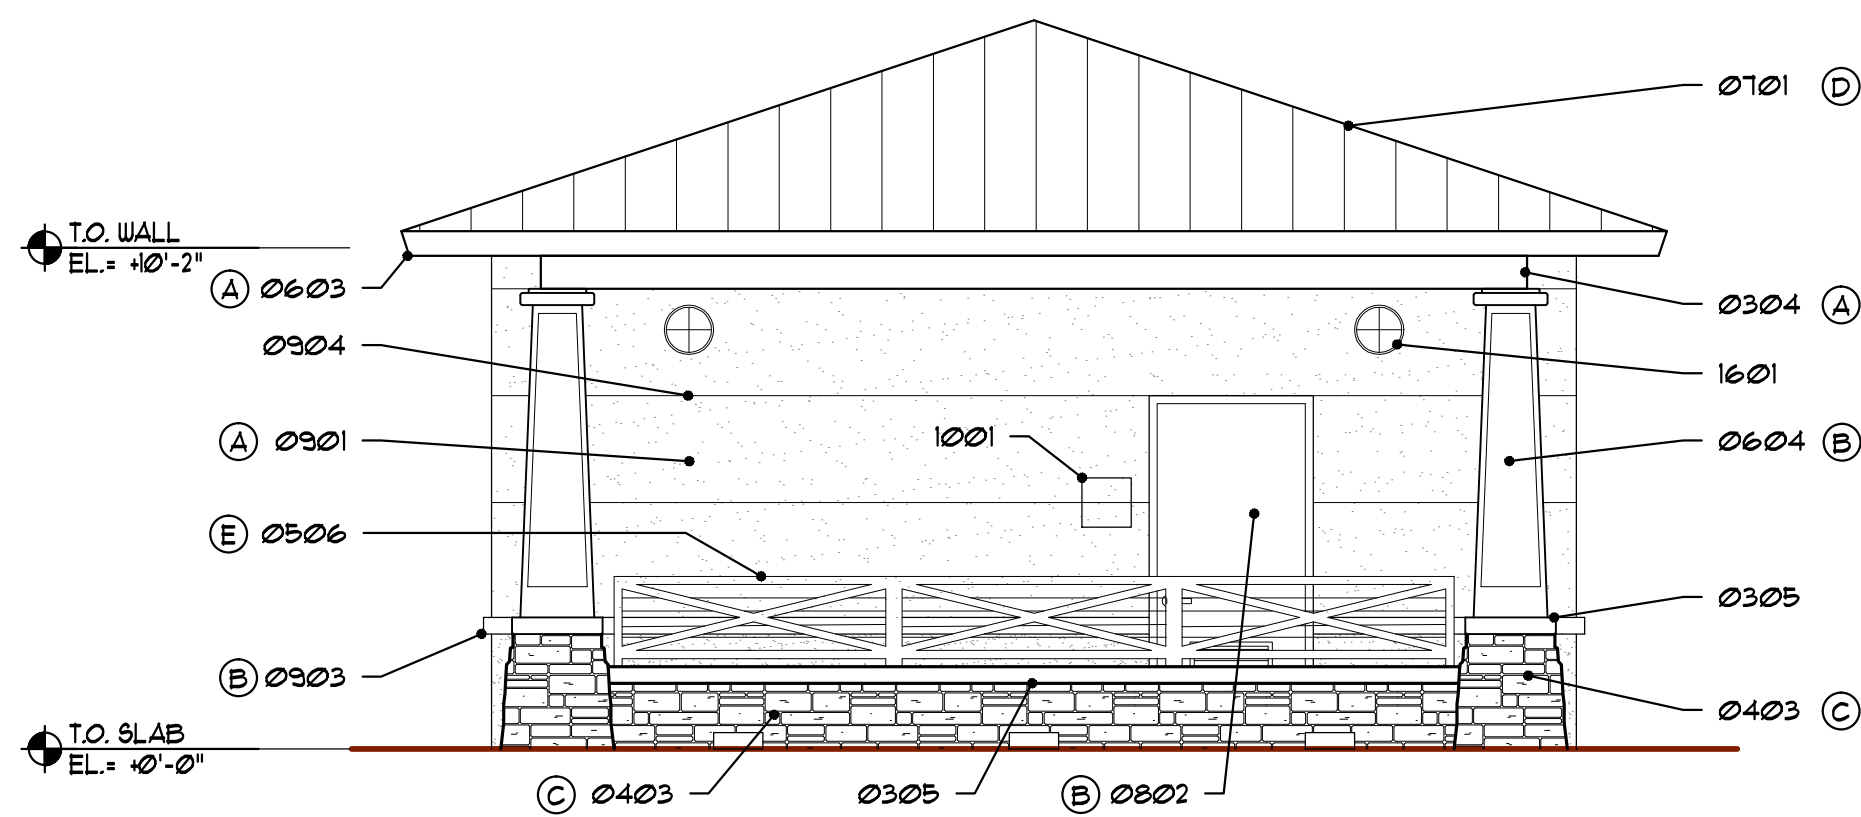 0701 D
T.O. WALL
EL.= +10'-2"
A 0603
0304 A
0904
1601
A 0901
1001
0604 B
E 0506
0305
B 0903
0403 C
T.O. SLAB
EL.= +0'-0"
C 0403
0305
B 0802